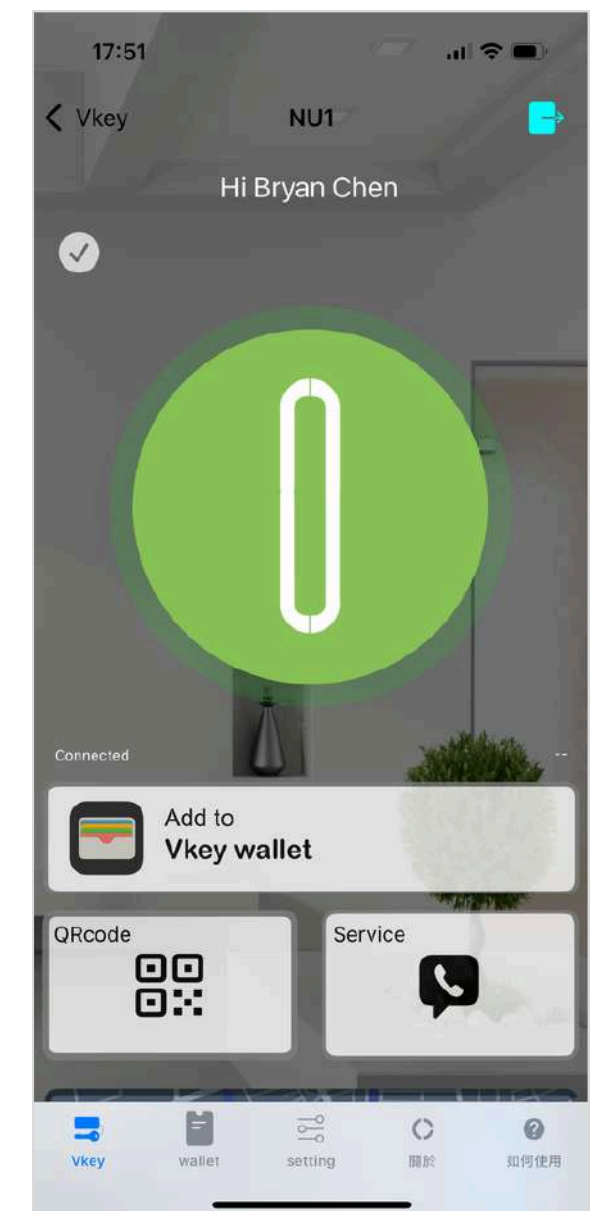 17:51
Vkey
NU1
Hi Bryan Chen
Connected
--
Add to
Vkey wallet
QRcode
Service
Vkey
wallet
setting
關於
如何使用